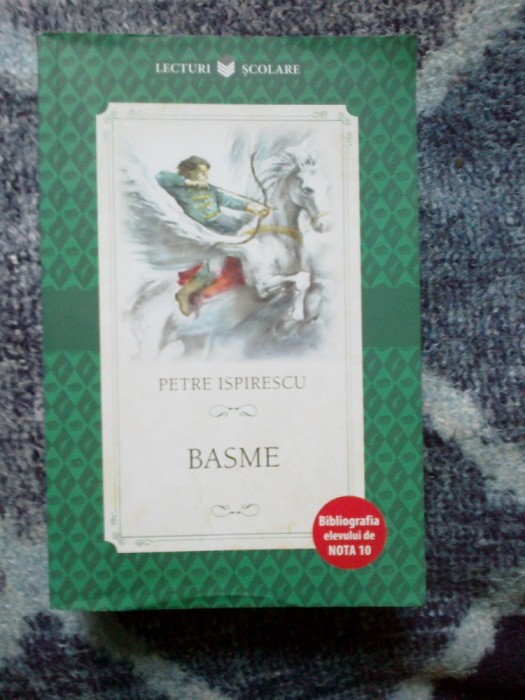 LECTURI ȘCOLARE
PETRE ISPIRESCU
BASME
Bibliografia
elevului de
NOTA 10